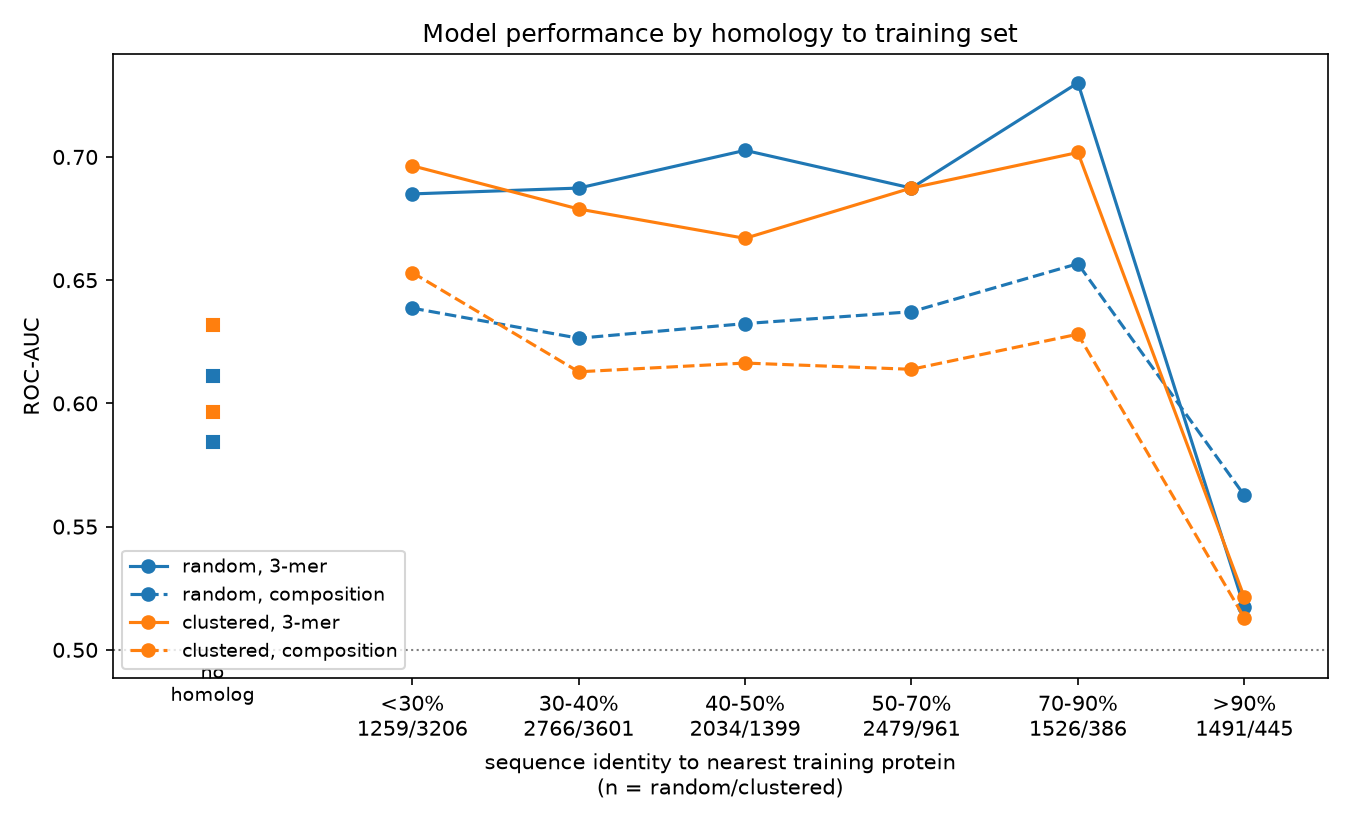 Model performance by homology to training set
ROC-AUC
0.70
0.65
0.60
0.55
0.50
random, 3-mer
random, composition
clustered, 3-mer
clustered, composition
no
homolog
<30%
1259/3206
30-40%
2766/3601
40-50%
2034/1399
50-70%
2479/961
70-90%
1526/386
>90%
1491/445
sequence identity to nearest training protein
(n = random/clustered)